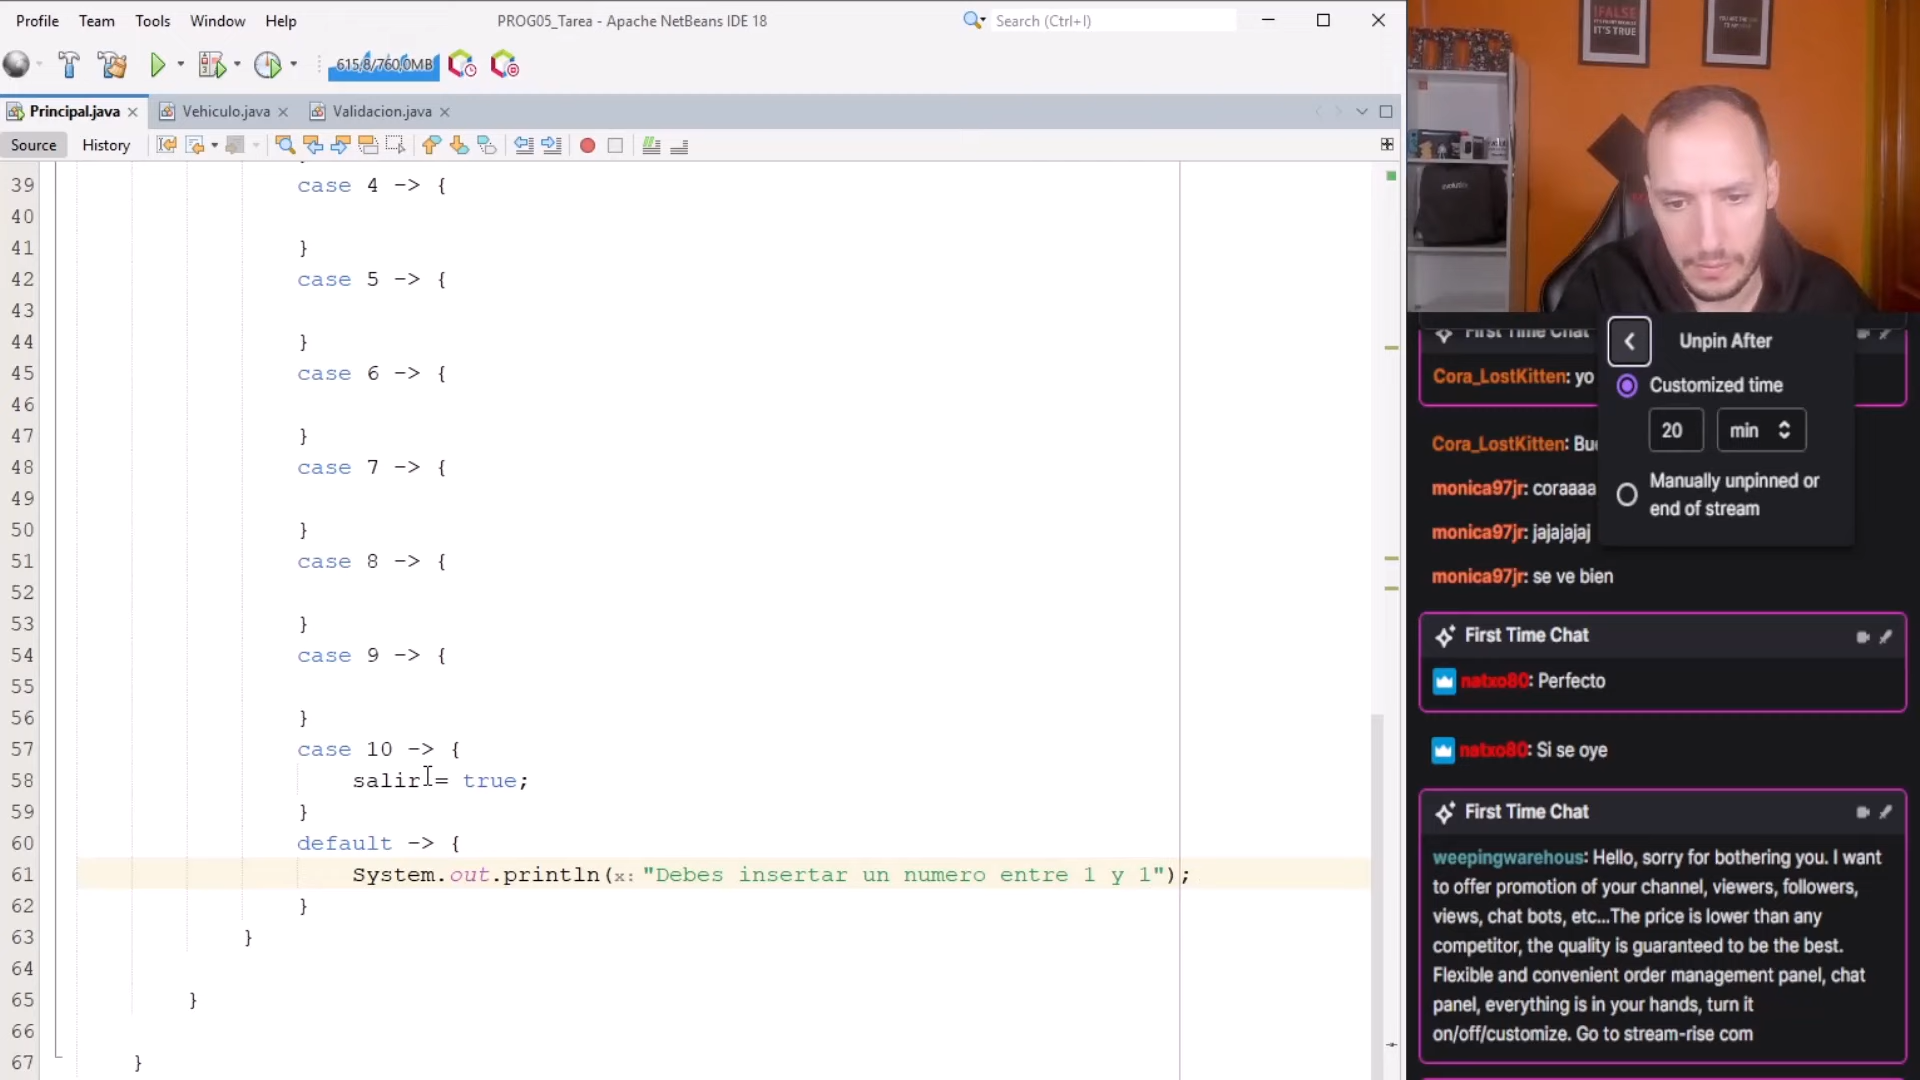 Profile Team Tools Window Help PROG05_Tarea - Apache NetBeans IDE 18 Search (Ctrl+I)
615,8/760,0MB
Principal.java Vehiculo.java Validacion.java
Source History
39 case 4 -> {
40
41 }
42 case 5 -> {
43
44 }
45 case 6 -> {
46
47 }
48 case 7 -> {
49
50 }
51 case 8 -> {
52
53 }
54 case 9 -> {
55
56 }
57 case 10 -> {
58 salir = true;
59 }
60 default -> {
61 System.out.println(x: "Debes insertar un numero entre 1 y 1");
62 }
63 }
64
65 }
66
67 }
!FALSE
IT'S TRUE
First Time Chat
Cora_LostKitten: yo
Unpin After
Customized time
20 min
Manually unpinned or
end of stream
Cora_LostKitten: Bu
monica97jr: coraaaa
monica97jr: jajajajaj
monica97jr: se ve bien
First Time Chat
natxo80: Perfecto
natxo80: Si se oye
First Time Chat
weepingwarehous: Hello, sorry for bothering you. I want
to offer promotion of your channel, viewers, followers,
views, chat bots, etc...The price is lower than any
competitor, the quality is guaranteed to be the best.
Flexible and convenient order management panel, chat
panel, everything is in your hands, turn it
on/off/customize. Go to stream-rise com